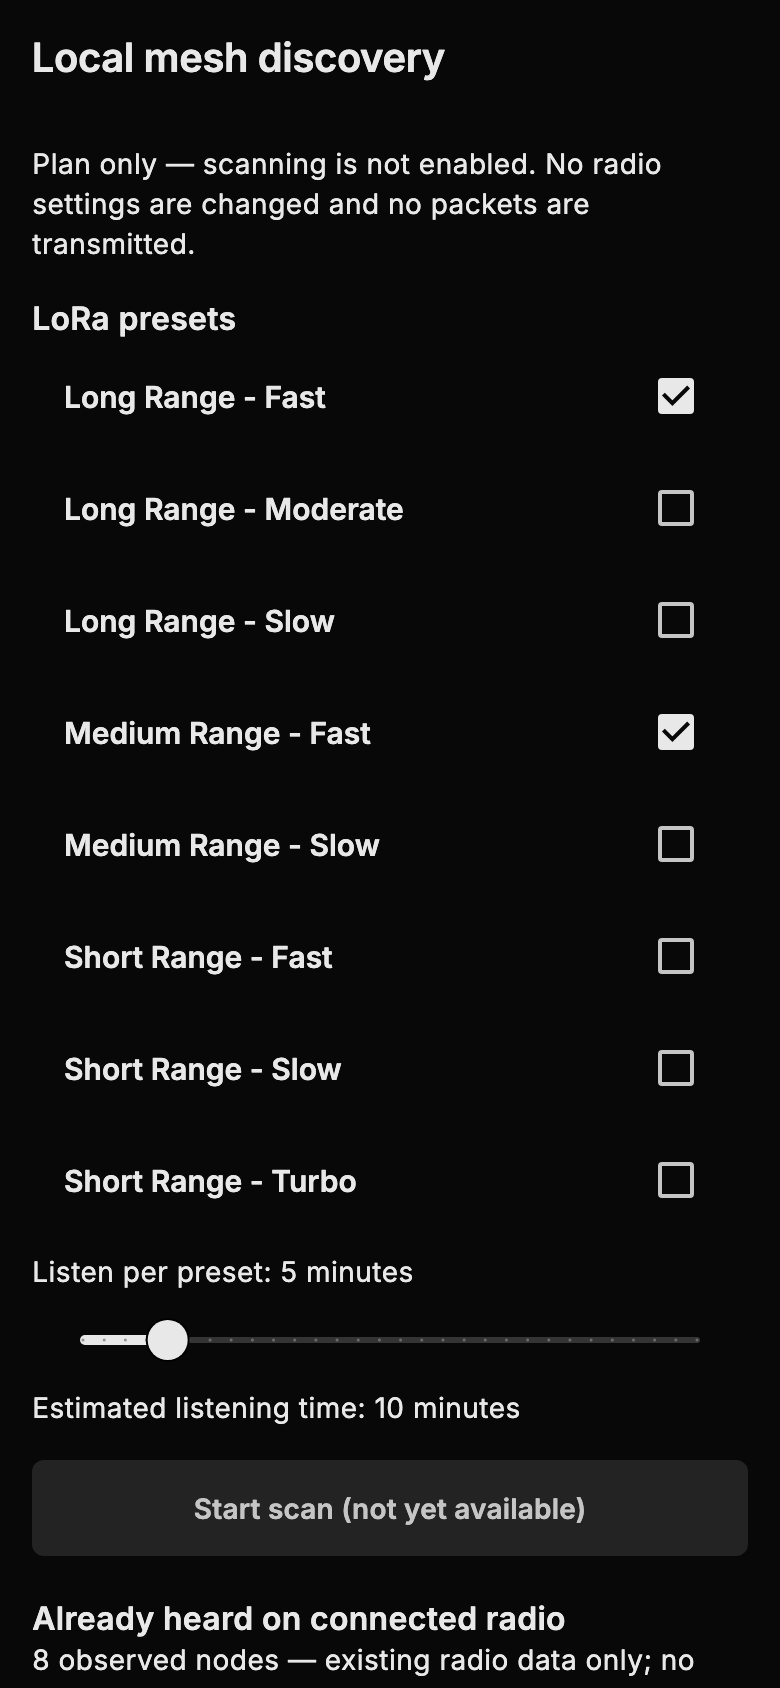 Local mesh discovery
Plan only — scanning is not enabled. No radio
settings are changed and no packets are
transmitted.
LoRa presets
Long Range - Fast
Long Range - Moderate
Long Range - Slow
Medium Range - Fast
Medium Range - Slow
Short Range - Fast
Short Range - Slow
Short Range - Turbo
Listen per preset: 5 minutes
Estimated listening time: 10 minutes
Start scan (not yet available)
Already heard on connected radio
8 observed nodes — existing radio data only; no